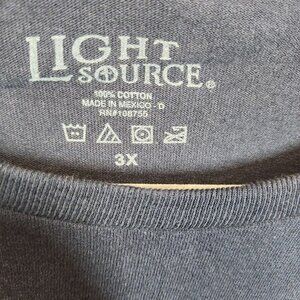 LIGHT
SOURCE®
100% COTTON
MADE IN MEXICO - D
RN#108755
3X